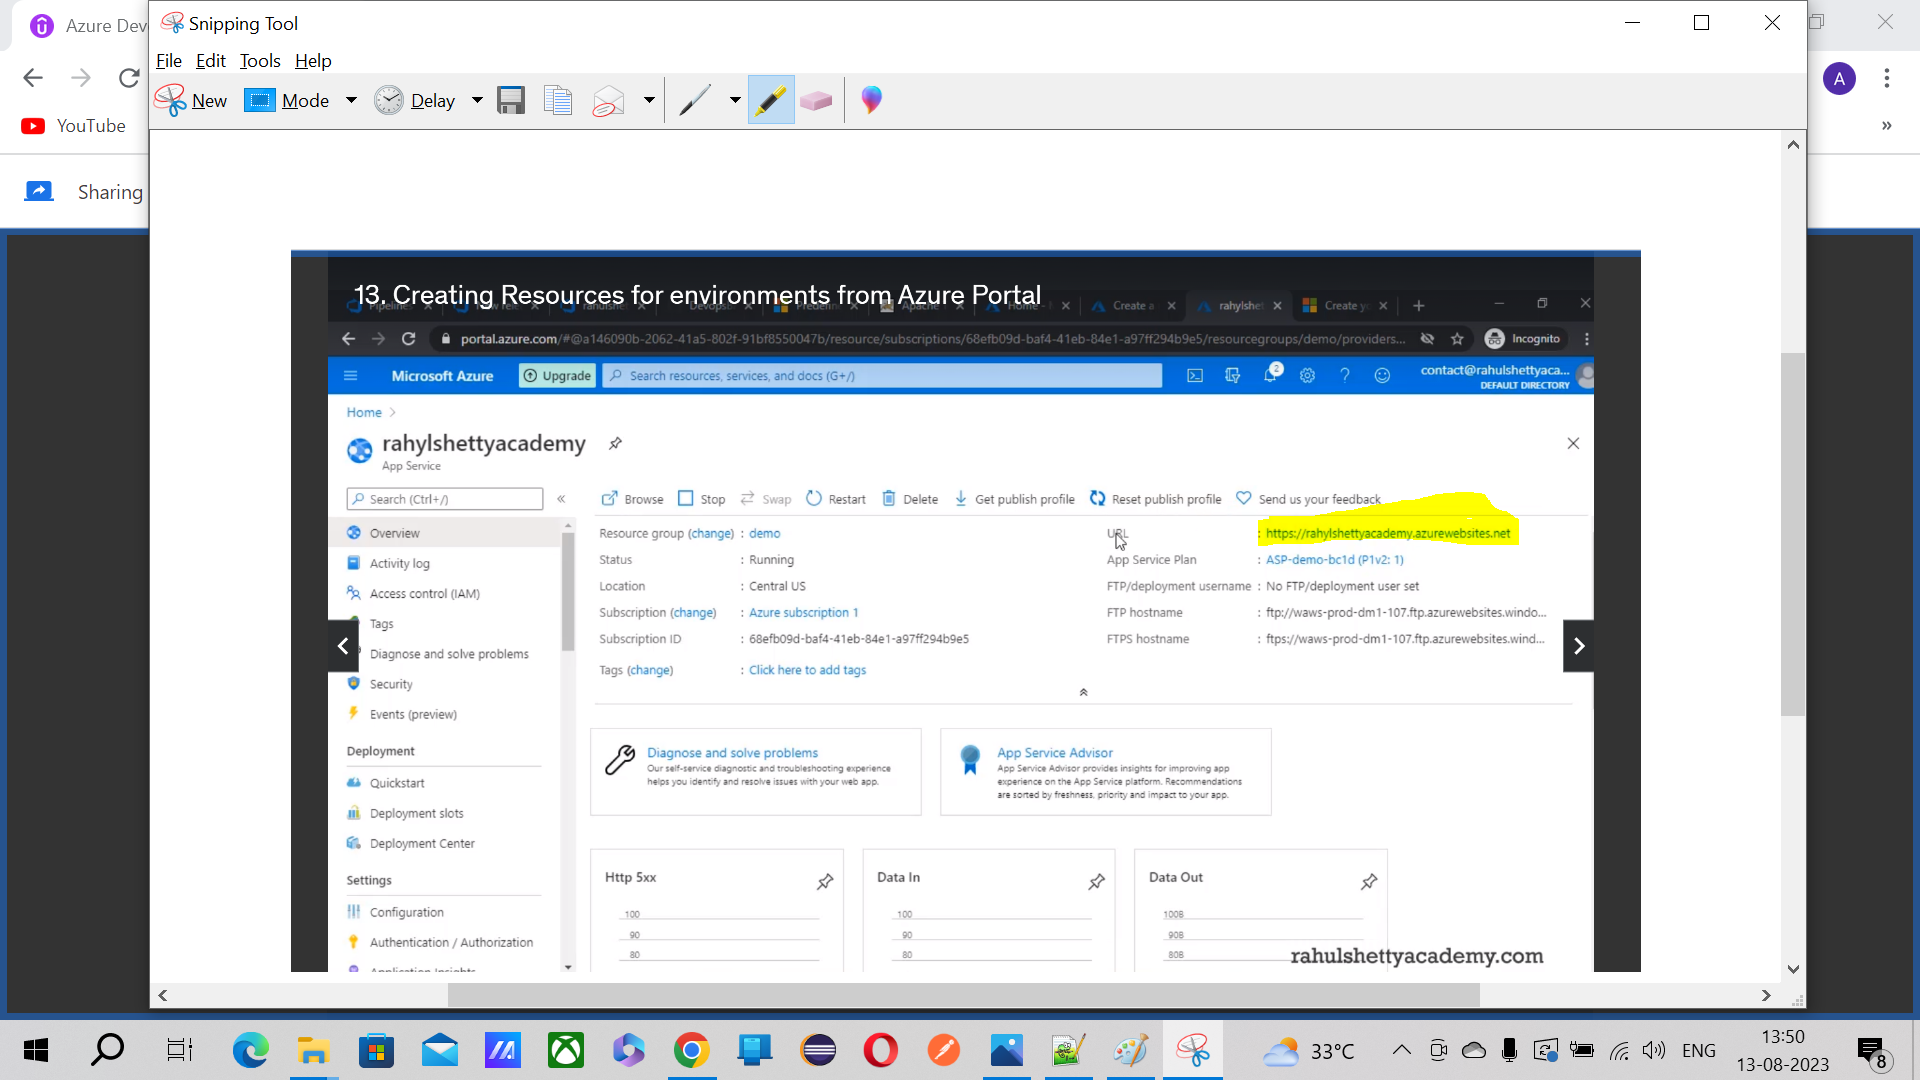 Azure Dev
Snipping Tool
File Edit Tools Help
New Mode Delay
YouTube
A
»
Sharing
13. Creating Resources for environments from Azure Portal
Create a
rahylshet
Create y
portal.azure.com/#@a146090b-2062-41a5-802f-91bf8550047b/resource/subscriptions/68efb09d-baf4-41eb-84e1-a97ff294b9e5/resourcegroups/demo/providers...
Incognito
Microsoft Azure
Upgrade
Search resources, services, and docs (G+/)
2
contact@rahulshettyaca...
DEFAULT DIRECTORY
Home >
rahylshettyacademy
App Service
Search (Ctrl+/)
«
Browse Stop Swap Restart Delete Get publish profile Reset publish profile Send us your feedback
Overview
Activity log
Access control (IAM)
Tags
Diagnose and solve problems
Security
Events (preview)
Deployment
Quickstart
Deployment slots
Deployment Center
Settings
Configuration
Authentication / Authorization
Application Insights
Resource group (change) : demo
Status : Running
Location : Central US
Subscription (change) : Azure subscription 1
Subscription ID : 68efb09d-baf4-41eb-84e1-a97ff294b9e5
Tags (change) : Click here to add tags
URL : https://rahylshettyacademy.azurewebsites.net
App Service Plan : ASP-demo-bc1d (P1v2: 1)
FTP/deployment username : No FTP/deployment user set
FTP hostname : ftp://waws-prod-dm1-107.ftp.azurewebsites.windo...
FTPS hostname : ftps://waws-prod-dm1-107.ftp.azurewebsites.wind...
Diagnose and solve problems
Our self-service diagnostic and troubleshooting experience
helps you identify and resolve issues with your web app.
App Service Advisor
App Service Advisor provides insights for improving app
experience on the App Service platform. Recommendations
are sorted by freshness, priority and impact to your app.
Http 5xx
100
90
80
Data In
100
90
80
Data Out
100B
90B
80B
rahulshettyacademy.com
33°C
ENG
13:50
13-08-2023
8